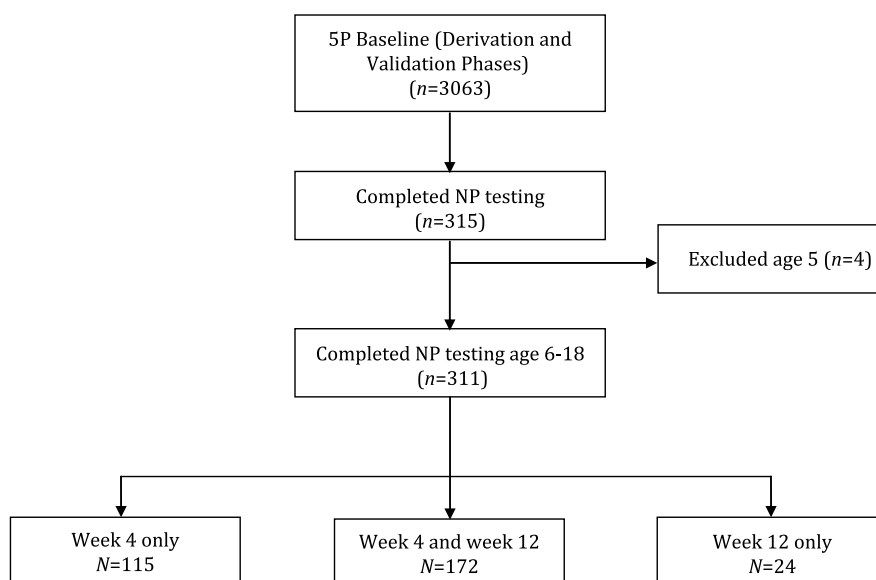 5P Baseline (Derivation and
Validation Phases)
(n=3063)
Completed NP testing
(n=315)
Excluded age 5 (n=4)
Completed NP testing age 6-18
(n=311)
Week 4 only
N=115
Week 4 and week 12
N=172
Week 12 only
N=24